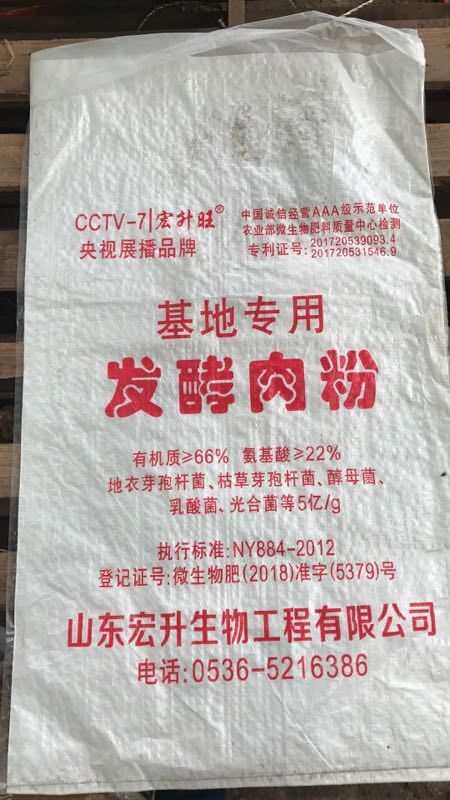 CCTV-7|宏升旺®
央视展播品牌
中国诚信经营AAA级示范单位
农业部微生物肥料质量中心检测
专利证号:201720539093.4
201720531546.9
基地专用
发酵肉粉
有机质≥66% 氨基酸≥22%
地衣芽孢杆菌、枯草芽孢杆菌、酵母菌、
乳酸菌、光合菌等5亿/g
执行标准:NY884-2012
登记证号:微生物肥(2018)准字(5379)号
山东宏升生物工程有限公司
电话:0536-5216386